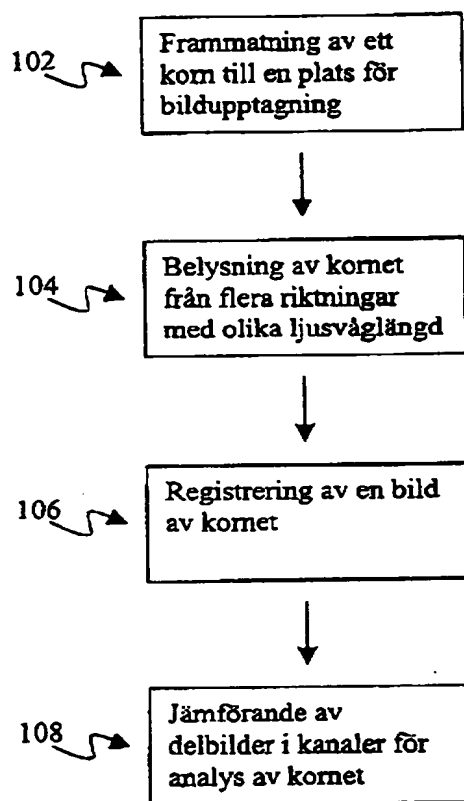 102
Frammatning av ett
korn till en plats för
bildupptagning
104
Belysning av kornet
från flera riktningar
med olika ljusvåglängd
106
Registrering av en bild
av kornet
108
Jämförande av
delbilder i kanaler för
analys av kornet